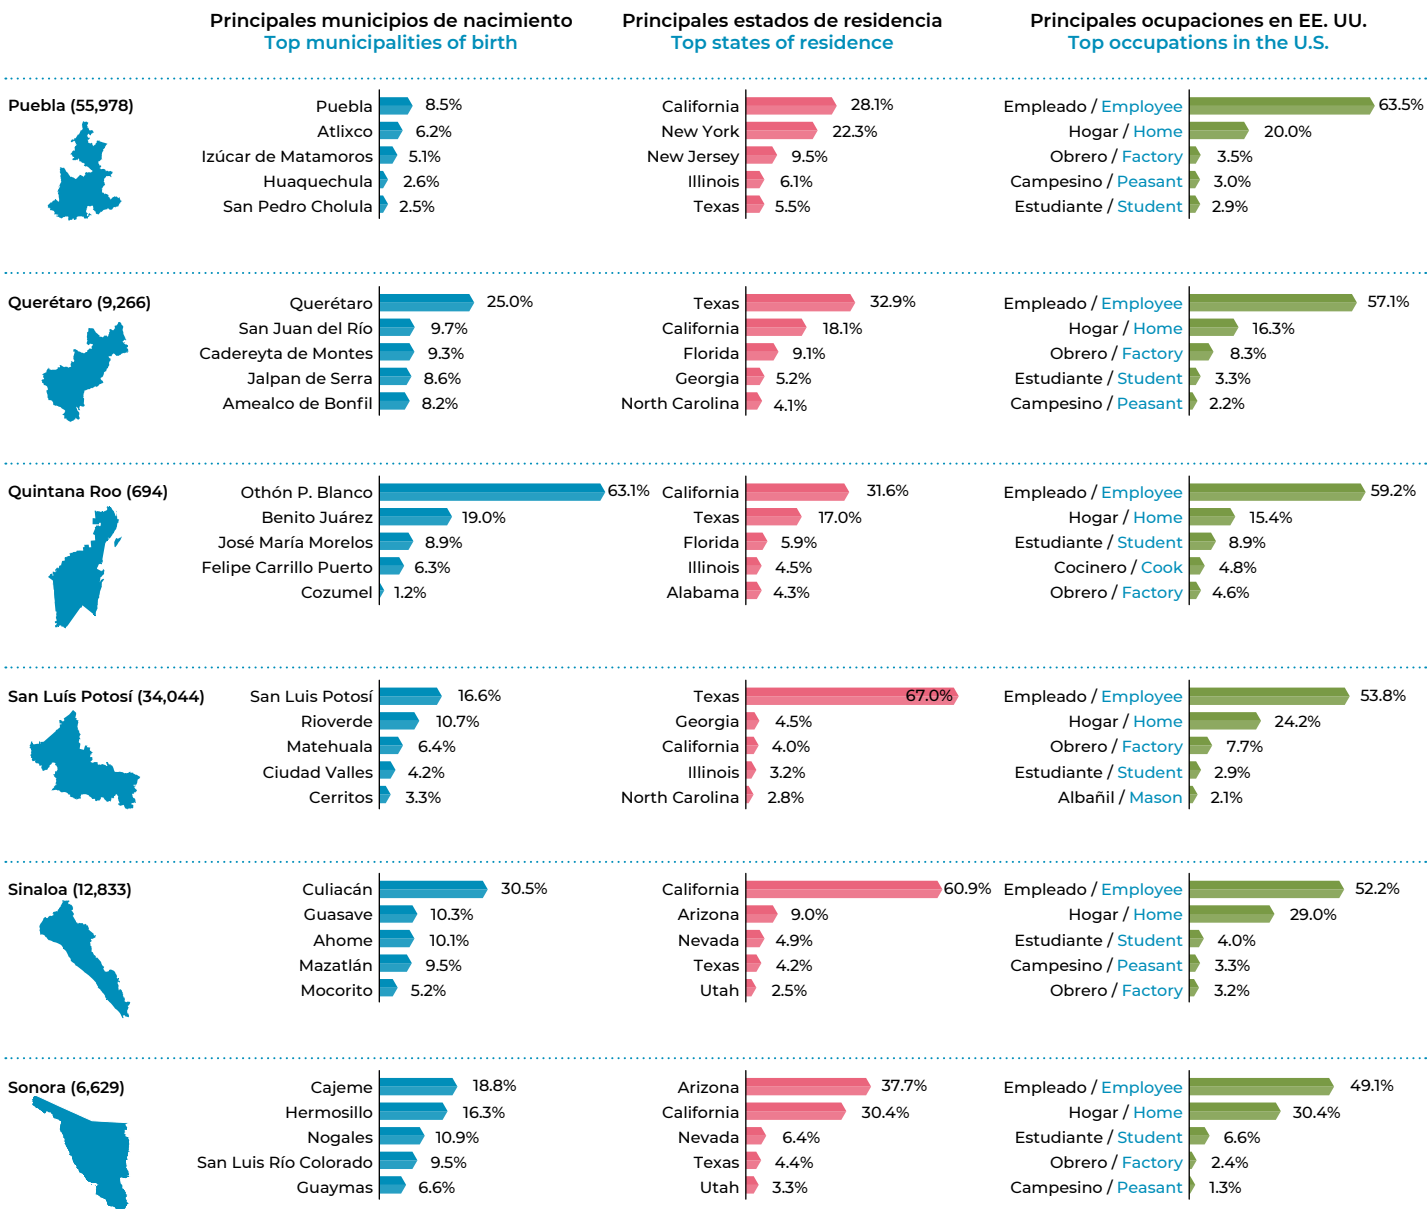 Principales municipios de nacimiento
Top municipalities of birth
Principales estados de residencia
Top states of residence
Principales ocupaciones en EE. UU.
Top occupations in the U.S.
Puebla (55,978)
Puebla 8.5% California 28.1% Empleado / Employee 63.5%
Atlixco 6.2% New York 22.3% Hogar / Home 20.0%
Izúcar de Matamoros 5.1% New Jersey 9.5% Obrero / Factory 3.5%
Huaquechula 2.6% Illinois 6.1% Campesino / Peasant 3.0%
San Pedro Cholula 2.5% Texas 5.5% Estudiante / Student 2.9%
Querétaro (9,266)
Querétaro 25.0% Texas 32.9% Empleado / Employee 57.1%
San Juan del Río 9.7% California 18.1% Hogar / Home 16.3%
Cadereyta de Montes 9.3% Florida 9.1% Obrero / Factory 8.3%
Jalpan de Serra 8.6% Georgia 5.2% Estudiante / Student 3.3%
Amealco de Bonfil 8.2% North Carolina 4.1% Campesino / Peasant 2.2%
Quintana Roo (694)
Othón P. Blanco 63.1% California 31.6% Empleado / Employee 59.2%
Benito Juárez 19.0% Texas 17.0% Hogar / Home 15.4%
José María Morelos 8.9% Florida 5.9% Estudiante / Student 8.9%
Felipe Carrillo Puerto 6.3% Illinois 4.5% Cocinero / Cook 4.8%
Cozumel 1.2% Alabama 4.3% Obrero / Factory 4.6%
San Luís Potosí (34,044)
San Luis Potosí 16.6% Texas 67.0% Empleado / Employee 53.8%
Rioverde 10.7% Georgia 4.5% Hogar / Home 24.2%
Matehuala 6.4% California 4.0% Obrero / Factory 7.7%
Ciudad Valles 4.2% Illinois 3.2% Estudiante / Student 2.9%
Cerritos 3.3% North Carolina 2.8% Albañil / Mason 2.1%
Sinaloa (12,833)
Culiacán 30.5% California 60.9% Empleado / Employee 52.2%
Guasave 10.3% Arizona 9.0% Hogar / Home 29.0%
Ahome 10.1% Nevada 4.9% Estudiante / Student 4.0%
Mazatlán 9.5% Texas 4.2% Campesino / Peasant 3.3%
Mocorito 5.2% Utah 2.5% Obrero / Factory 3.2%
Sonora (6,629)
Cajeme 18.8% Arizona 37.7% Empleado / Employee 49.1%
Hermosillo 16.3% California 30.4% Hogar / Home 30.4%
Nogales 10.9% Nevada 6.4% Estudiante / Student 6.6%
San Luis Río Colorado 9.5% Texas 4.4% Obrero / Factory 2.4%
Guaymas 6.6% Utah 3.3% Campesino / Peasant 1.3%